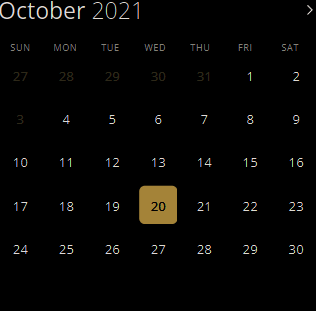 October 2021
SUN MON TUE WED THU FRI SAT
27 28 29 30 31 1 2
3 4 5 6 7 8 9
10 11 12 13 14 15 16
17 18 19 20 21 22 23
24 25 26 27 28 29 30